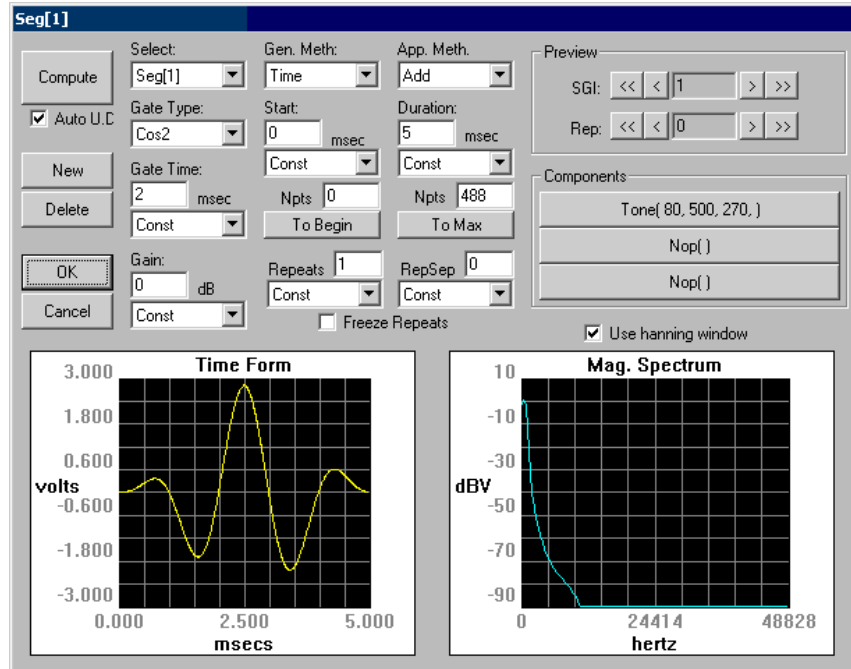 Seg[1]
Select: Gen. Meth: App. Meth.
Compute Seg[1] Time Add
Auto U.D Gate Type: Start: Duration:
Cos2 0 msec 5 msec
New Gate Time: Const Const
2 msec Npts 0 Npts 488
Delete Const To Begin To Max
OK Gain: Repeats 1 RepSep 0
0 dB Const Const
Cancel Const Freeze Repeats
Preview
SGI: << < 1 > >>
Rep: << < 0 > >>
Components
Tone( 80, 500, 270, )
Nop( )
Nop( )
Use hanning window
Time Form
3.000
1.800
0.600
volts
-0.600
-1.800
-3.000
0.000 2.500 5.000
msecs
Mag. Spectrum
10
-10
-30
dBV
-50
-70
-90
0 24414 48828
hertz